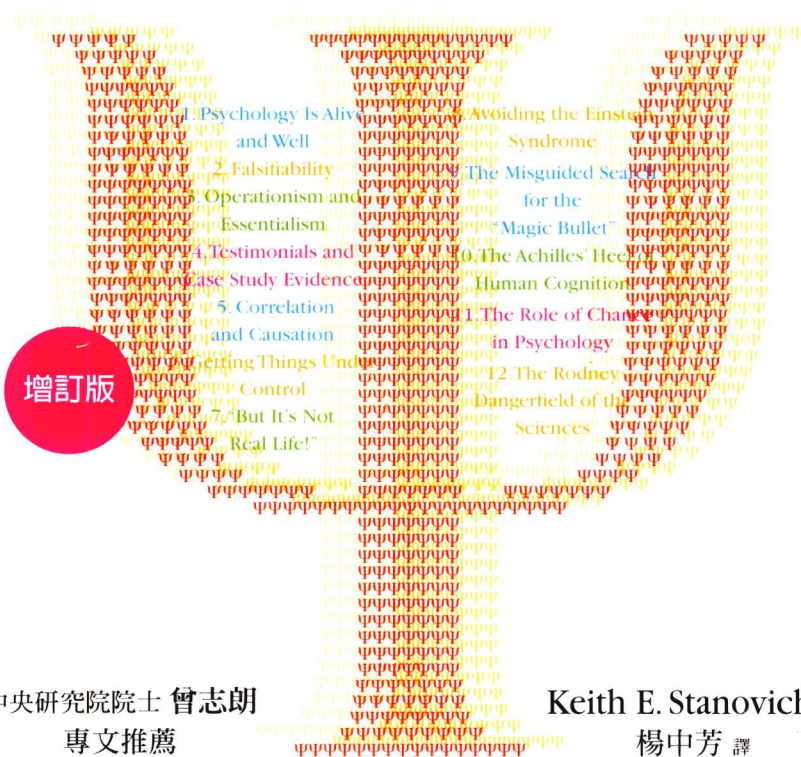 1. Psychology Is Alive
and Well
2. Falsifiability
3. Operationism and
Essentialism
4. Testimonials and
Case Study Evidence
5. Correlation
and Causation
6. Getting Things Under
Control
7. "But It's Not
Real Life!"
8. Avoiding the Einstein
Syndrome
9. The Misguided Search
for the
"Magic Bullet"
10. The Achilles' Heel of
Human Cognition
11. The Role of Chance
in Psychology
12. The Rodney
Dangerfield of the
Sciences
增訂版
中央研究院院士 曾志朗
專文推薦
Keith E. Stanovich
楊中芳 譯